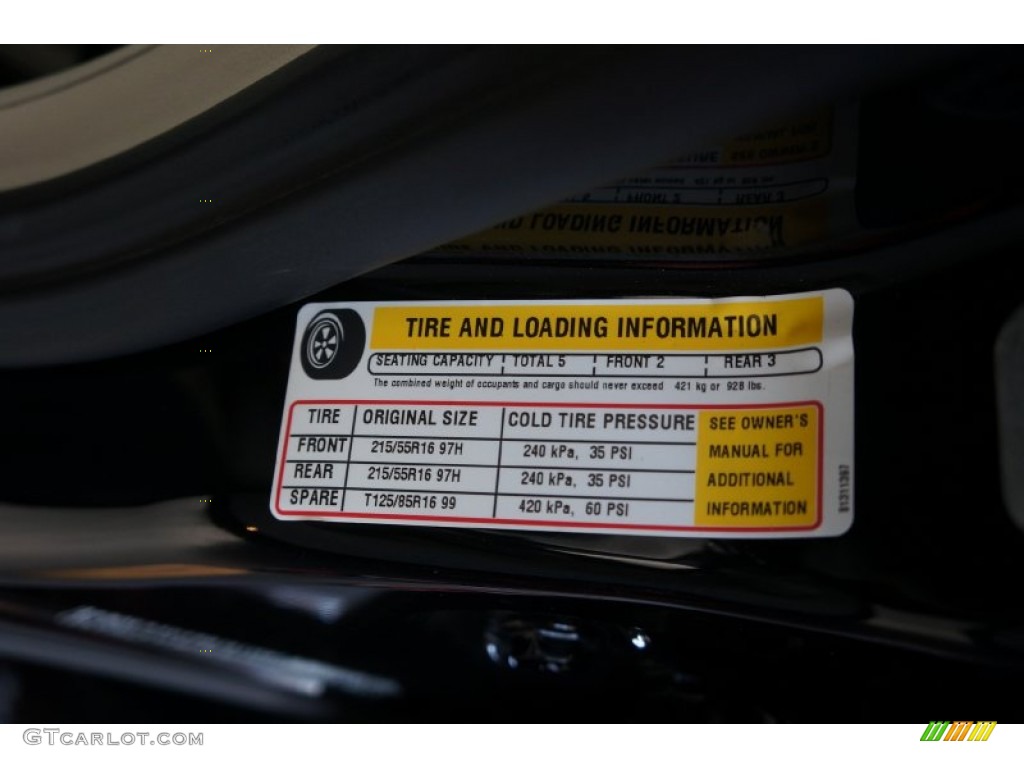 TIRE AND LOADING INFORMATION
SEATING CAPACITY TOTAL 5 FRONT 2 REAR 3
The combined weight of occupants and cargo should never exceed 421 kg or 928 lbs.
TIRE ORIGINAL SIZE COLD TIRE PRESSURE SEE OWNER'S
FRONT 215/55R16 97H 240 kPa, 35 PSI MANUAL FOR
REAR 215/55R16 97H 240 kPa, 35 PSI ADDITIONAL
SPARE T125/85R16 99 420 kPa, 60 PSI INFORMATION
GTCARLOT.COM